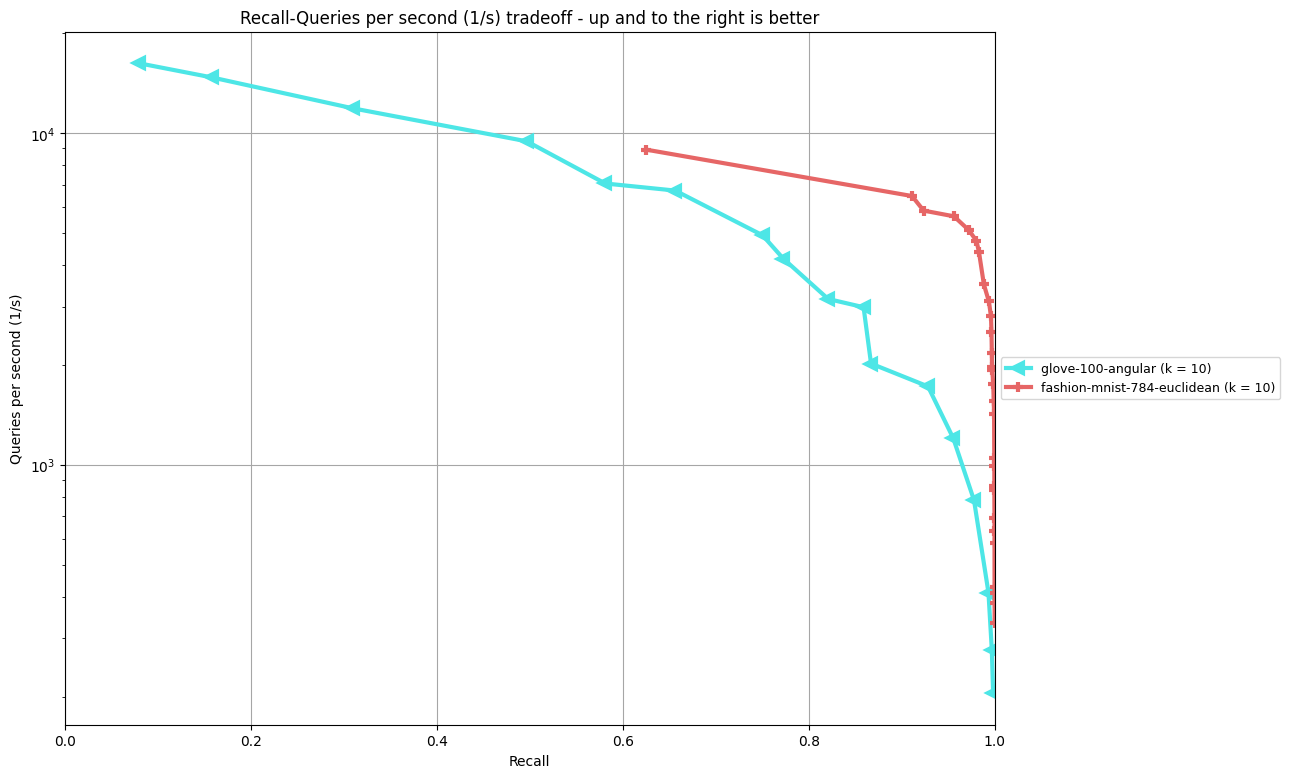 Recall-Queries per second (1/s) tradeoff - up and to the right is better
Queries per second (1/s)
10^4
10^3
0.0 0.2 0.4 0.6 0.8 1.0
Recall
glove-100-angular (k = 10)
fashion-mnist-784-euclidean (k = 10)